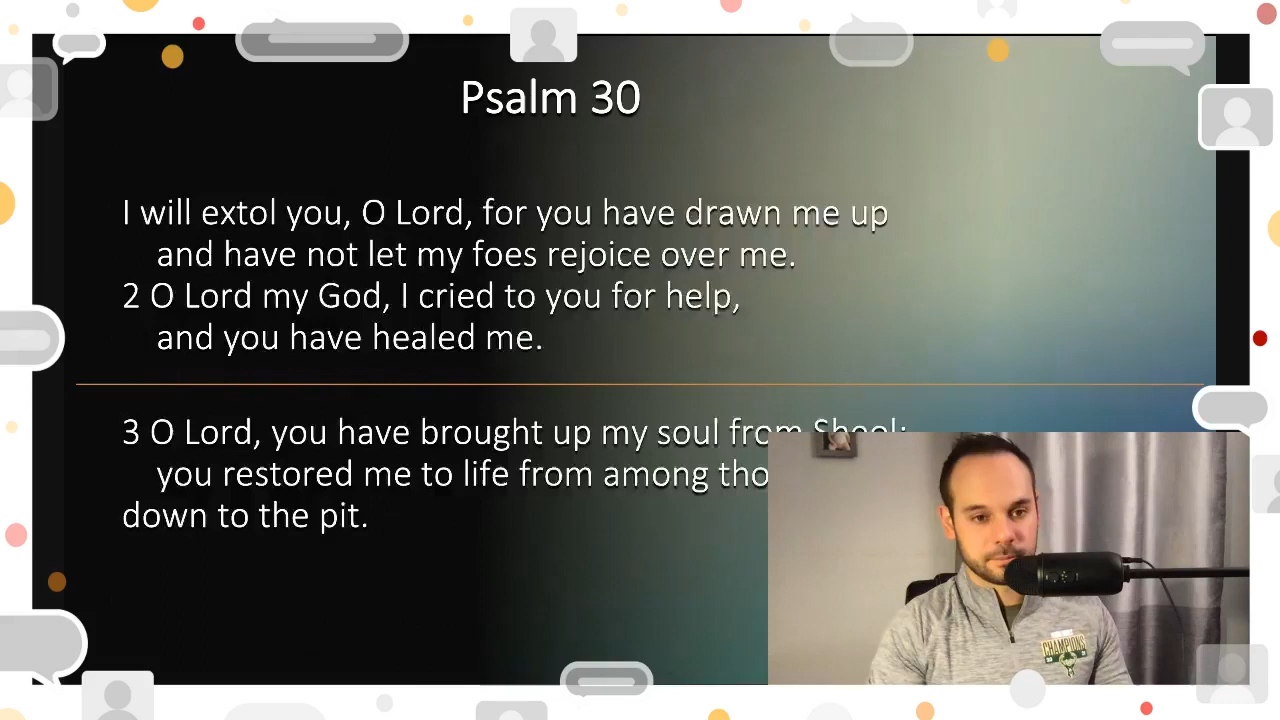 Psalm 30
I will extol you, O Lord, for you have drawn me up
and have not let my foes rejoice over me.
2 O Lord my God, I cried to you for help,
and you have healed me.
3 O Lord, you have brought up my soul from Sheol;
you restored me to life from among tho
down to the pit.
CHAMPIONS